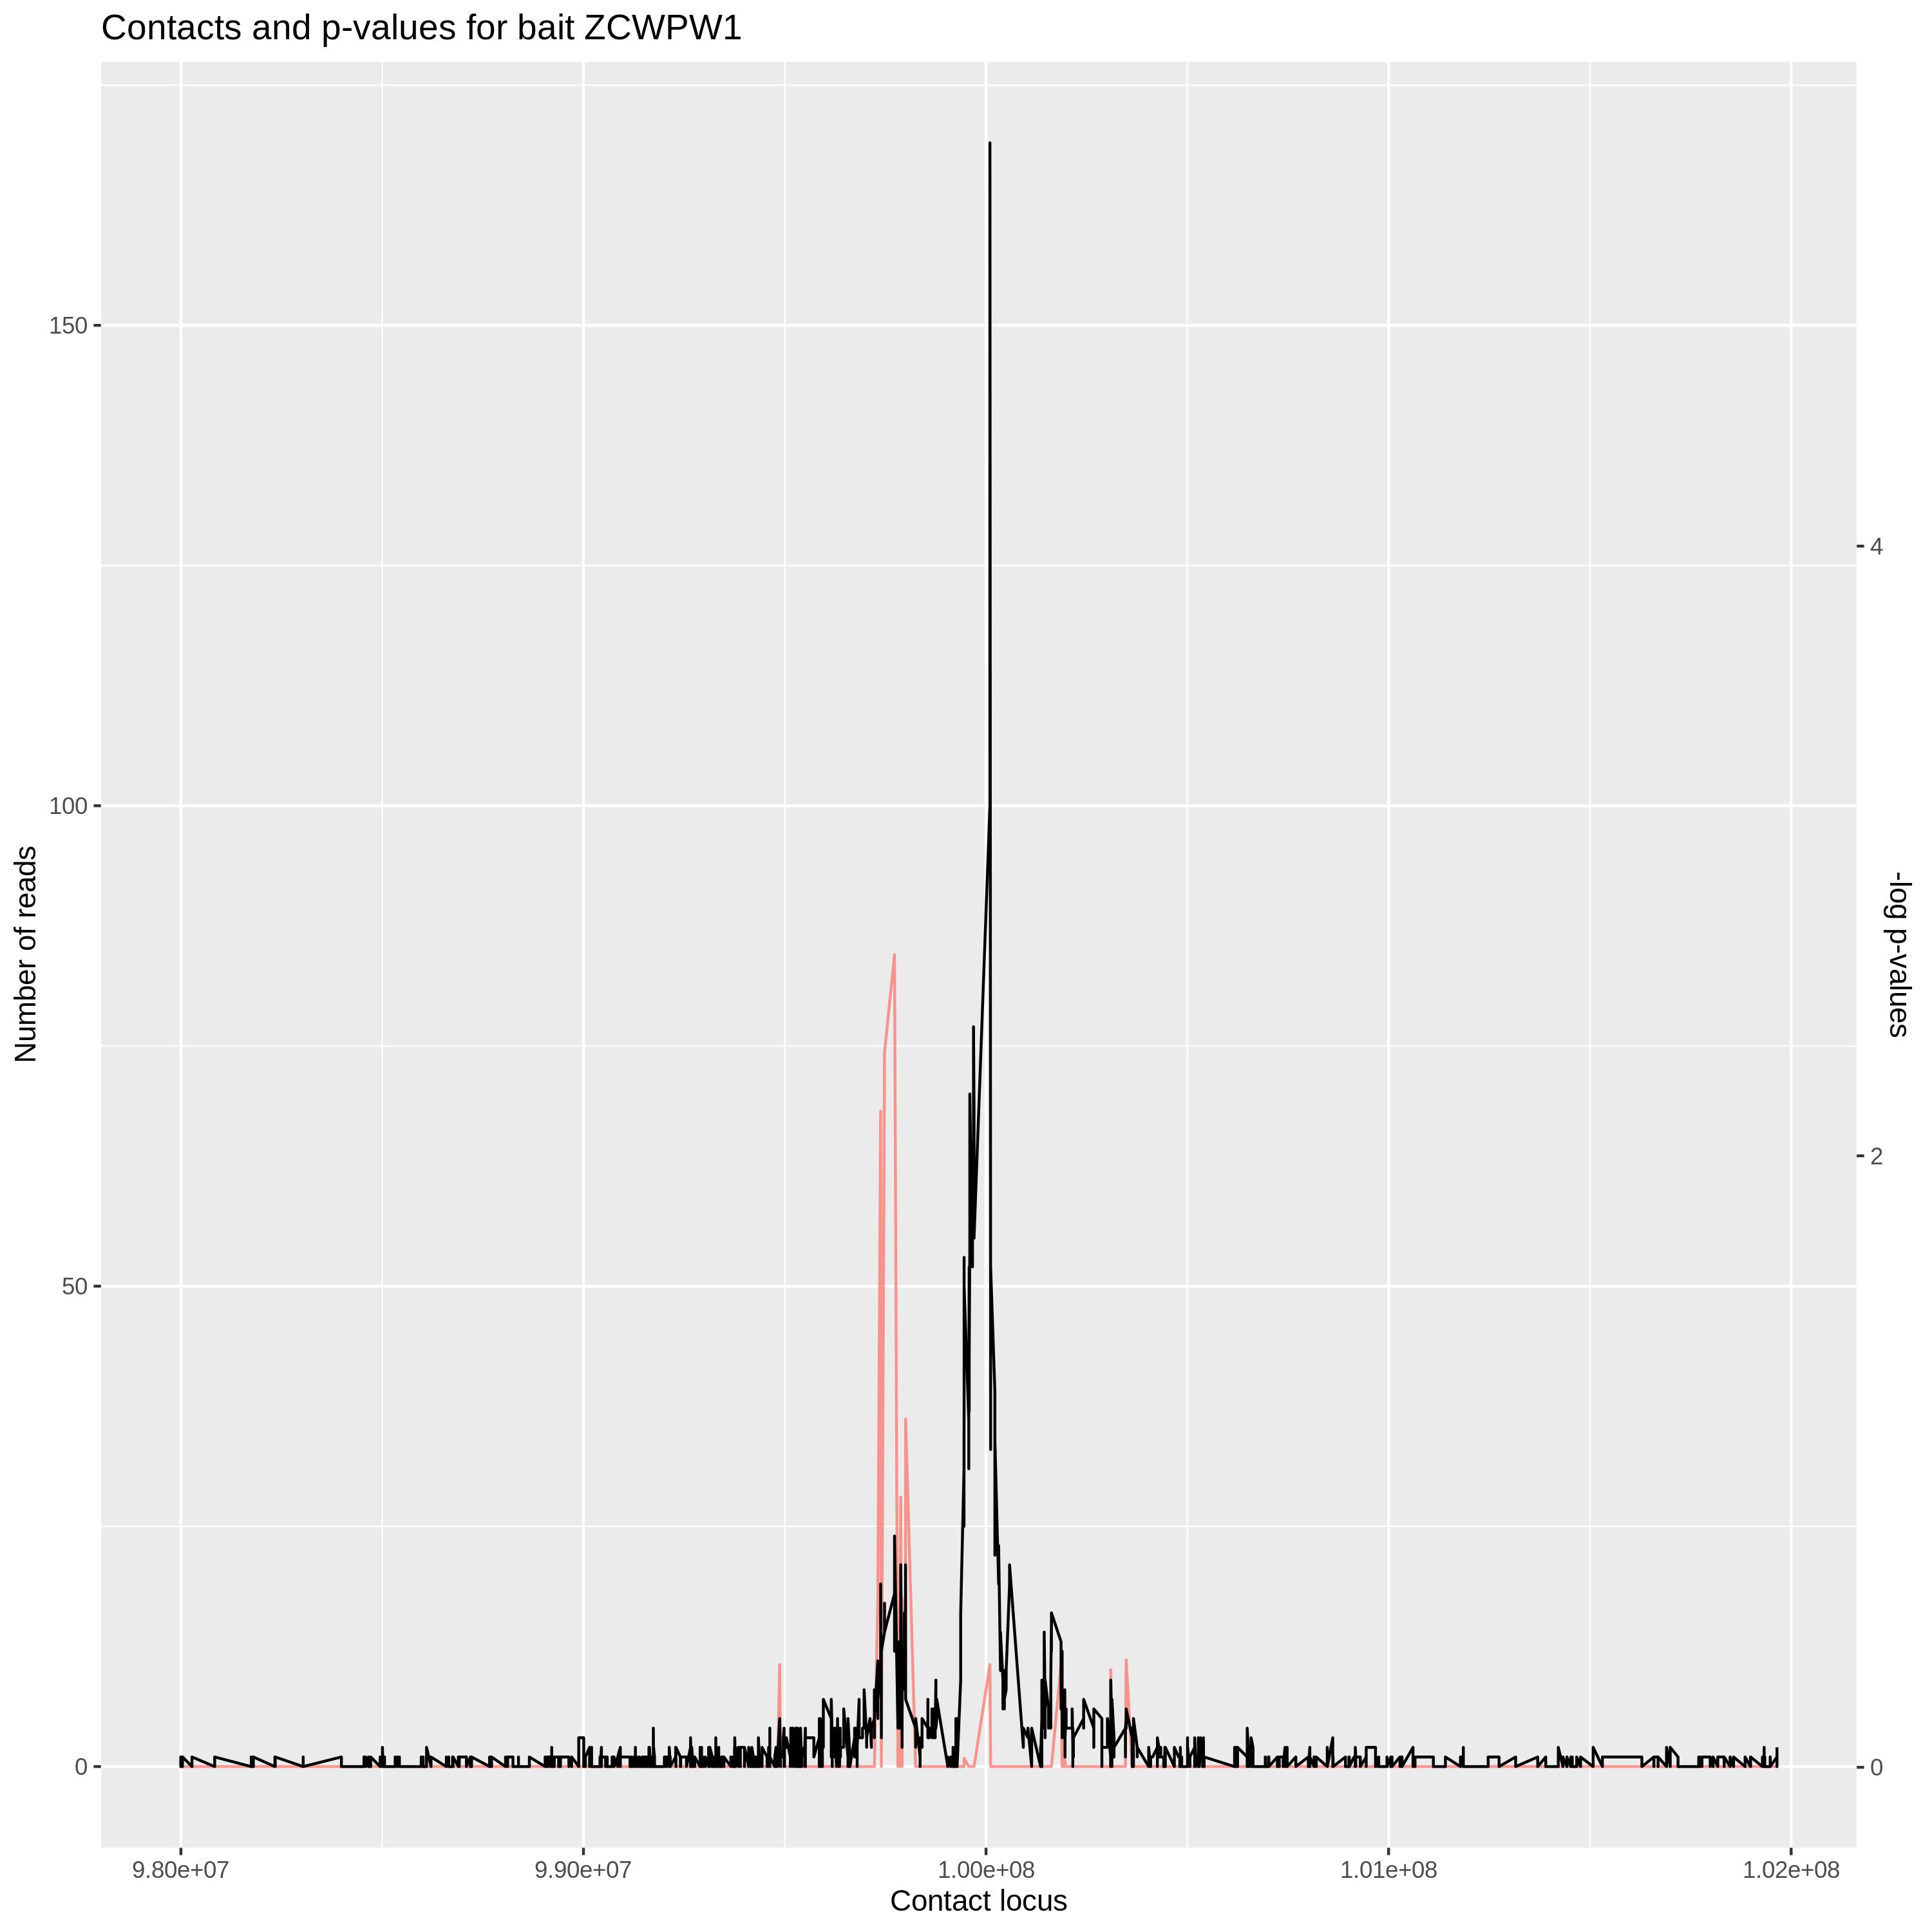 Contacts and p-values for bait ZCWPW1
150
100
50
0
Number of reads
4
2
0
-log p-values
9.80e+07
9.90e+07
1.00e+08
1.01e+08
1.02e+08
Contact locus